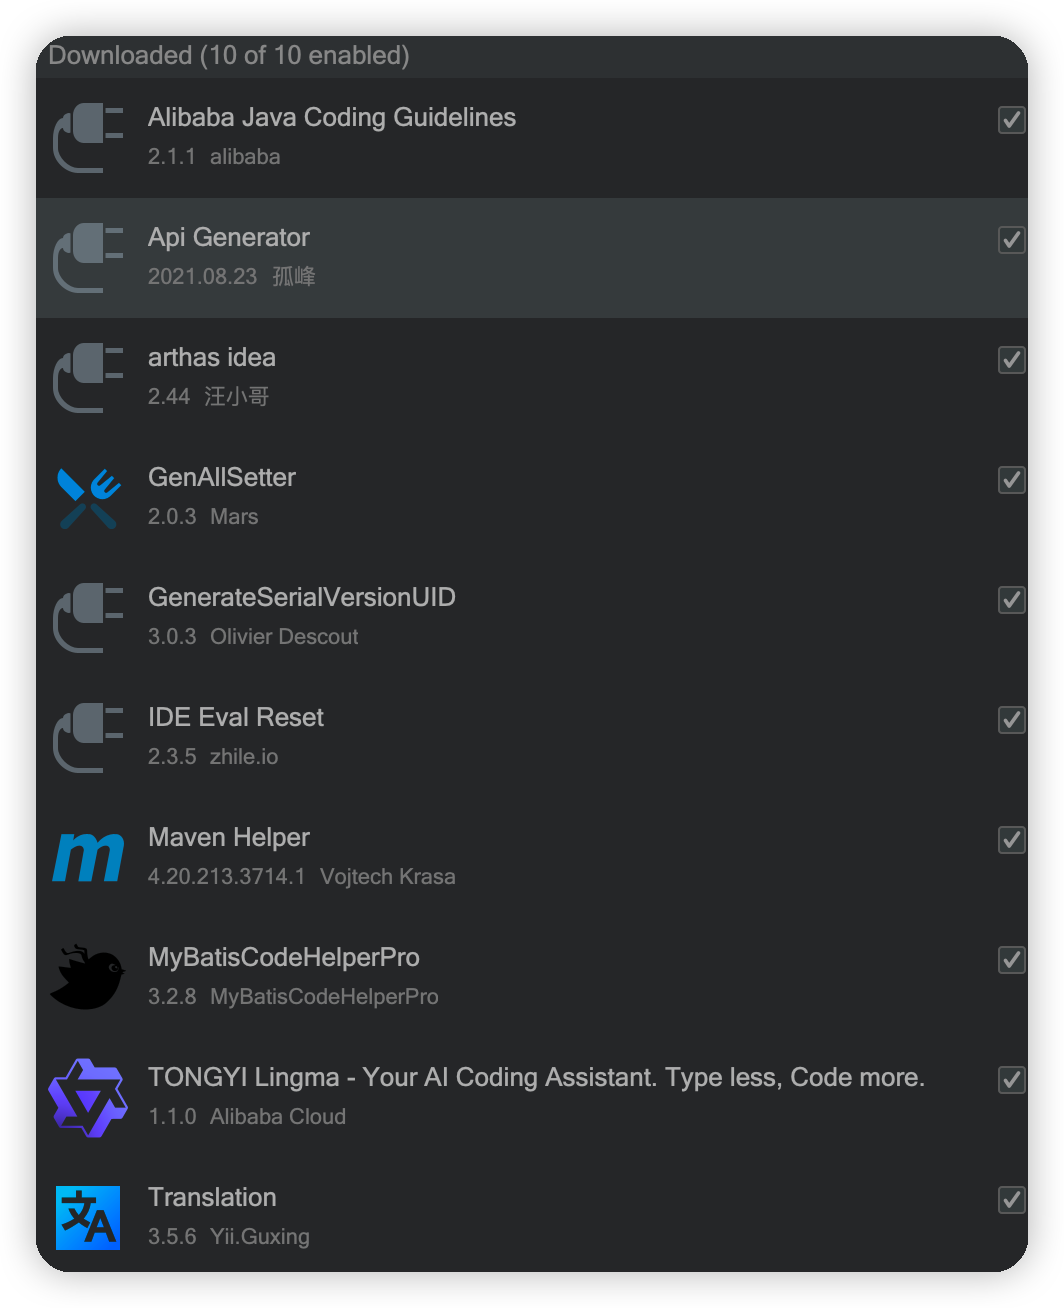 Downloaded (10 of 10 enabled)
Alibaba Java Coding Guidelines
2.1.1 alibaba
Api Generator
2021.08.23 孤峰
arthas idea
2.44 汪小哥
GenAllSetter
2.0.3 Mars
GenerateSerialVersionUID
3.0.3 Olivier Descout
IDE Eval Reset
2.3.5 zhile.io
m
Maven Helper
4.20.213.3714.1 Vojtech Krasa
MyBatisCodeHelperPro
3.2.8 MyBatisCodeHelperPro
TONGYI Lingma - Your AI Coding Assistant. Type less, Code more.
1.1.0 Alibaba Cloud
文A
Translation
3.5.6 Yii.Guxing